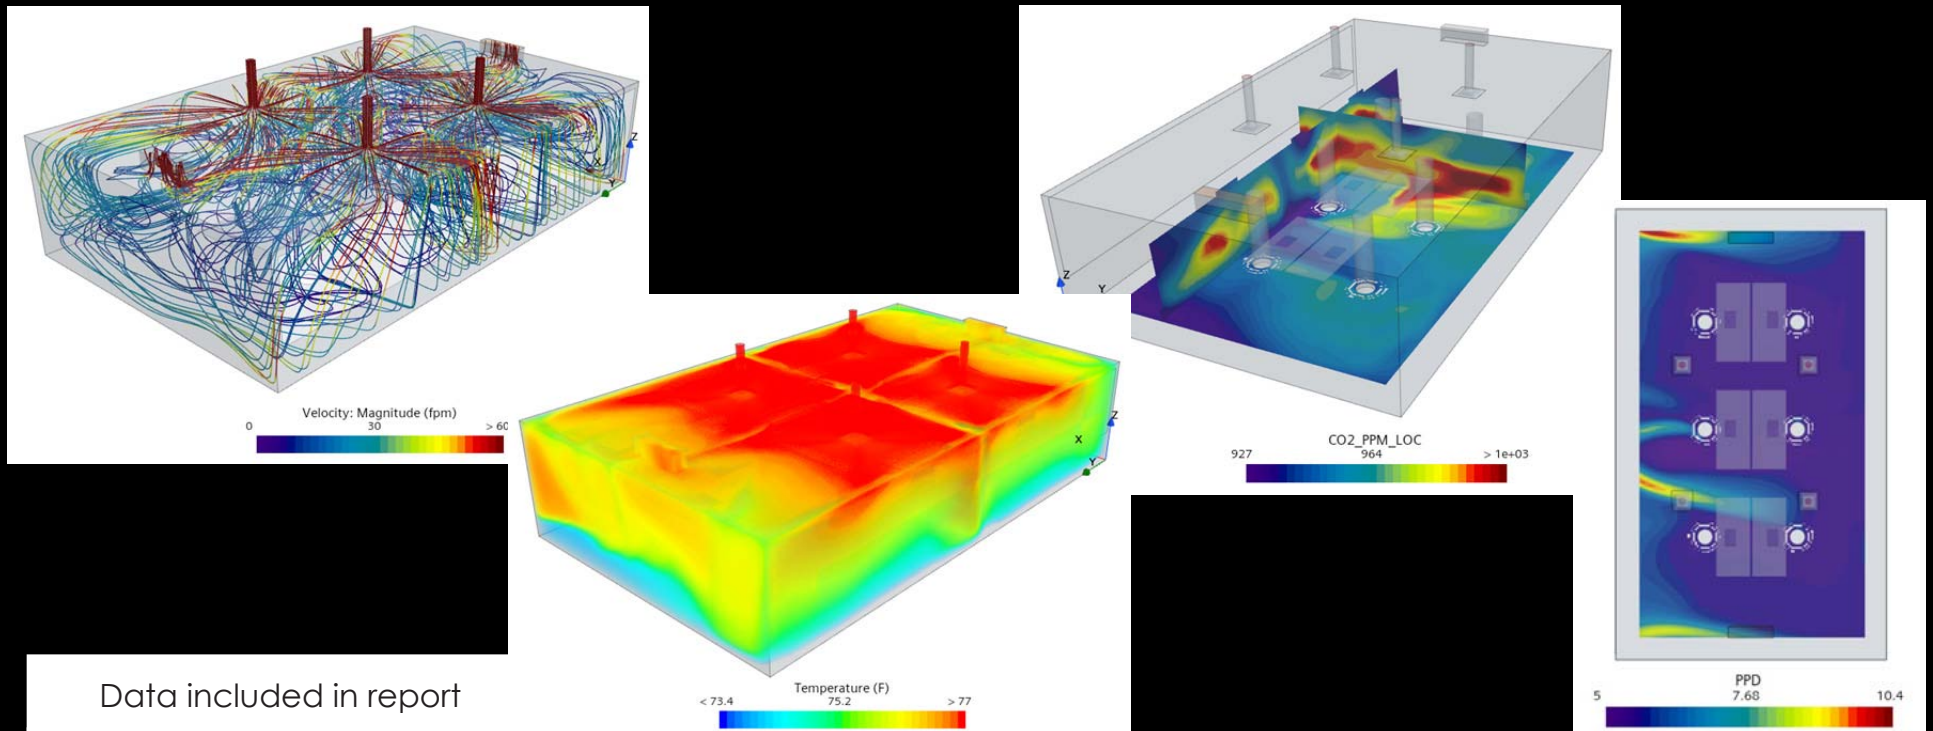 Z
X
Y
Velocity: Magnitude (fpm)
0 30 > 60
Z
Y
CO2_PPM_LOC
927 964 > 1e+03
Z
X
Y
Temperature (F)
< 73.4 75.2 > 77
PPD
5 7.68 10.4
Data included in report